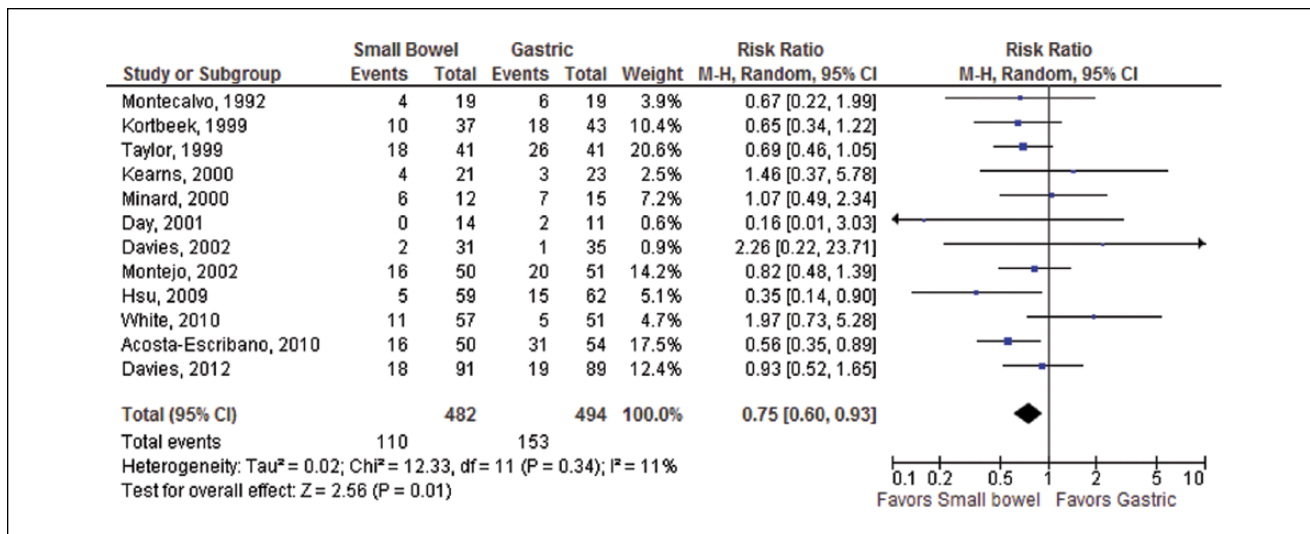 Small Bowel Gastric Risk Ratio Risk Ratio
Study or Subgroup Events Total Events Total Weight M-H, Random, 95% CI M-H, Random, 95% CI
Montecalvo, 1992 4 19 6 19 3.9% 0.67 [0.22, 1.99]
Kortbeek, 1999 10 37 18 43 10.4% 0.65 [0.34, 1.22]
Taylor, 1999 18 41 26 41 20.6% 0.69 [0.46, 1.05]
Kearns, 2000 4 21 3 23 2.5% 1.46 [0.37, 5.78]
Minard, 2000 6 12 7 15 7.2% 1.07 [0.49, 2.34]
Day, 2001 0 14 2 11 0.6% 0.16 [0.01, 3.03]
Davies, 2002 2 31 1 35 0.9% 2.26 [0.22, 23.71]
Montejo, 2002 16 50 20 51 14.2% 0.82 [0.48, 1.39]
Hsu, 2009 5 59 15 62 5.1% 0.35 [0.14, 0.90]
White, 2010 11 57 5 51 4.7% 1.97 [0.73, 5.28]
Acosta-Escribano, 2010 16 50 31 54 17.5% 0.56 [0.35, 0.89]
Davies, 2012 18 91 19 89 12.4% 0.93 [0.52, 1.65]
Total (95% CI) 482 494 100.0% 0.75 [0.60, 0.93]
Total events 110 153
Heterogeneity: Tau² = 0.02; Chi² = 12.33, df = 11 (P = 0.34); I² = 11%
Test for overall effect: Z = 2.56 (P = 0.01)
0.1 0.2 0.5 1 2 5 10
Favors Small bowel Favors Gastric